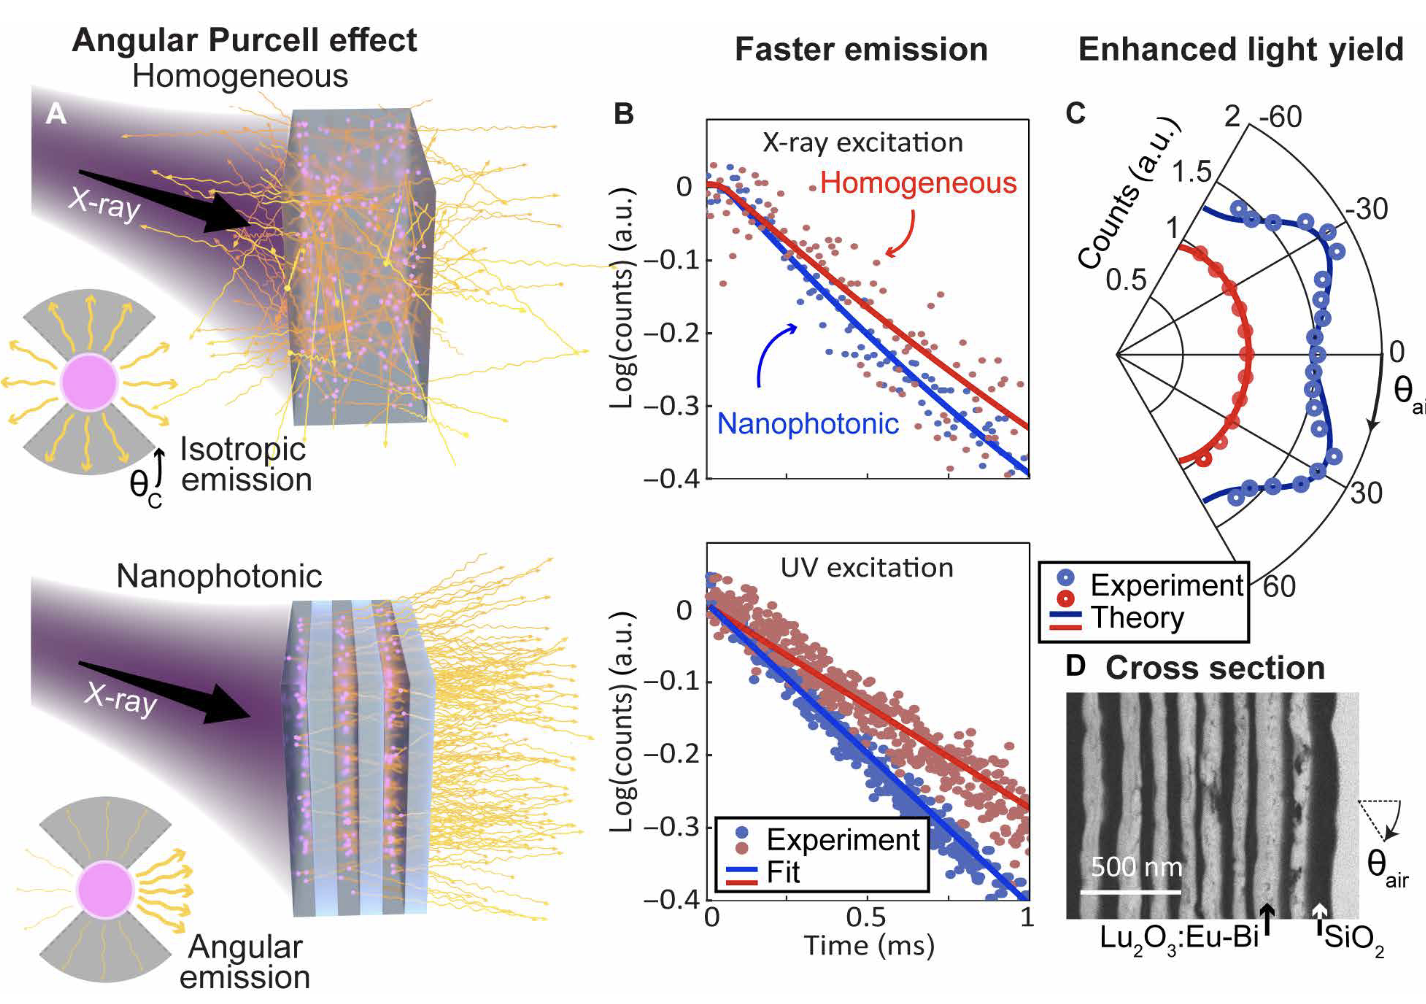 Angular Purcell effect
Homogeneous
A
X-ray
θC
Isotropic
emission
Nanophotonic
X-ray
Angular
emission
Faster emission
B
X-ray excitation
Homogeneous
Nanophotonic
Log(counts) (a.u.)
0
−0.1
−0.2
−0.3
−0.4
UV excitation
Log(counts) (a.u.)
0
−0.1
−0.2
−0.3
−0.4
Experiment
Fit
0
0.5
1
Time (ms)
Enhanced light yield
C
Counts (a.u.)
2
1.5
1
0.5
-60
-30
0
θai
30
60
Experiment
Theory
D Cross section
500 nm
θair
Lu2O3:Eu-Bi
SiO2